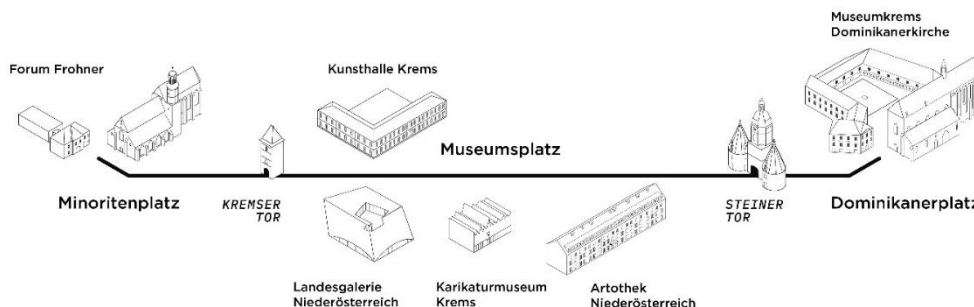 Museumkrems
Dominikanerkirche
Forum Frohner
Kunsthalle Krems
Museumsplatz
Minoritenplatz
KREMSER
TOR
STEINER
TOR
Dominikanerplatz
Landesgalerie
Niederösterreich
Karikaturmuseum
Krems
Artothek
Niederösterreich